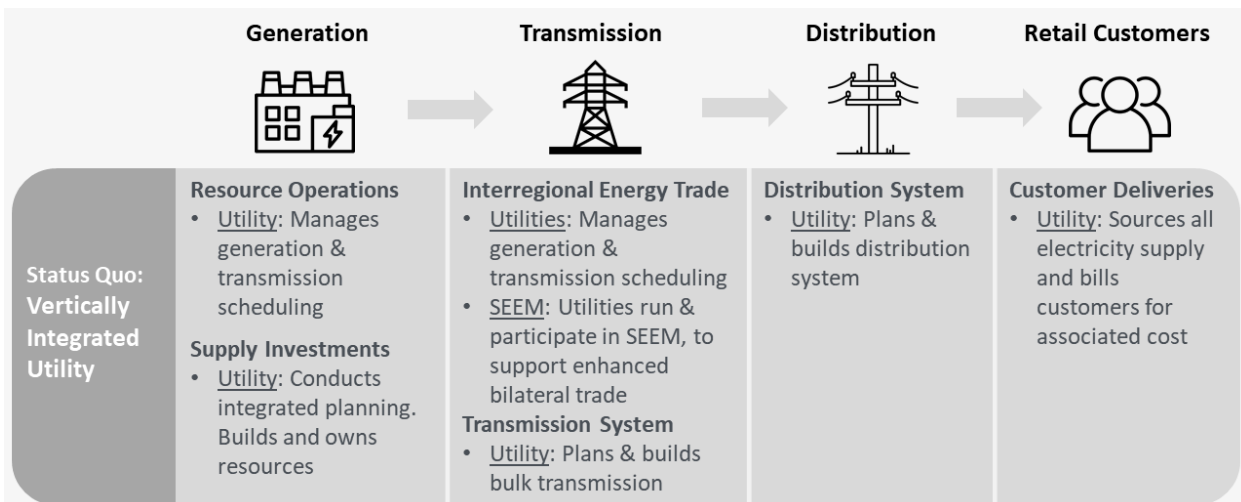 Generation
Transmission
Distribution
Retail Customers
Status Quo:
Vertically
Integrated
Utility
Resource Operations
• Utility: Manages
generation &
transmission
scheduling
Supply Investments
• Utility: Conducts
integrated planning.
Builds and owns
resources
Interregional Energy Trade
• Utilities: Manages
generation &
transmission scheduling
• SEEM: Utilities run &
participate in SEEM, to
support enhanced
bilateral trade
Transmission System
• Utility: Plans & builds
bulk transmission
Distribution System
• Utility: Plans &
builds distribution
system
Customer Deliveries
• Utility: Sources all
electricity supply
and bills
customers for
associated cost